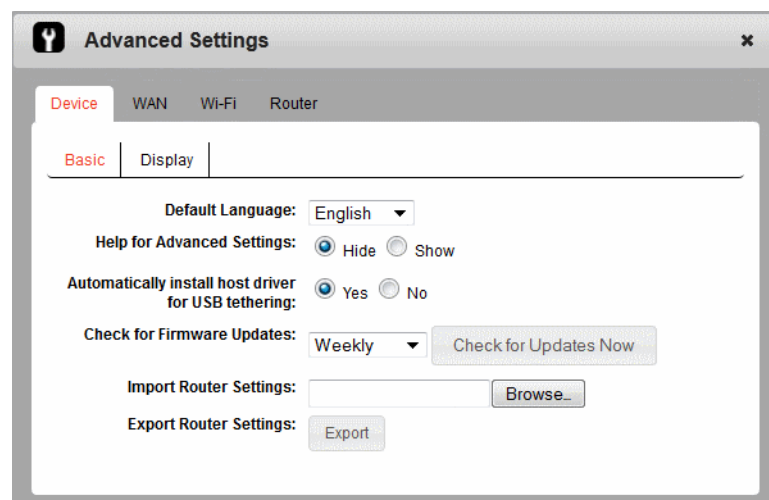 Advanced Settings
Device WAN Wi-Fi Router
Basic Display
Default Language: English
Help for Advanced Settings: Hide Show
Automatically install host driver
for USB tethering: Yes No
Check for Firmware Updates: Weekly Check for Updates Now
Import Router Settings: Browse...
Export Router Settings: Export